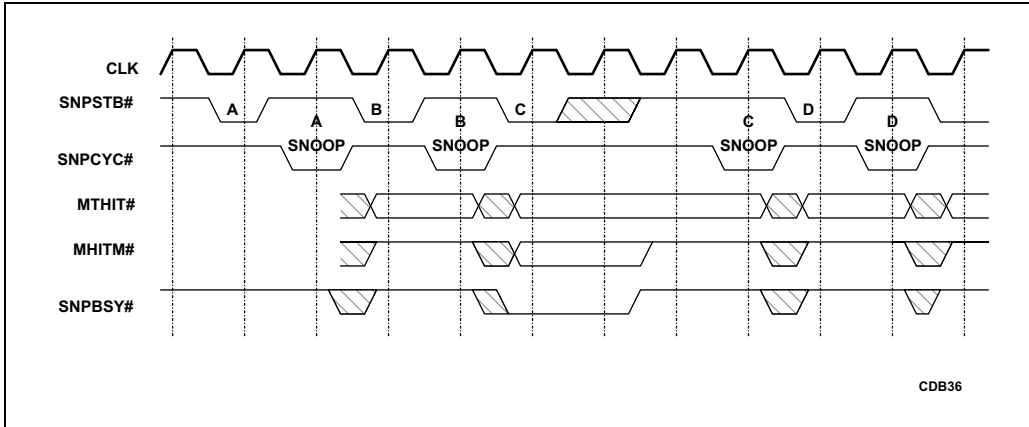 CLK
SNPSTB#
A
B
C
D
A
B
C
D
SNOOP
SNOOP
SNOOP
SNOOP
SNPCYC#
MTHIT#
MHITM#
SNPBSY#
CDB36